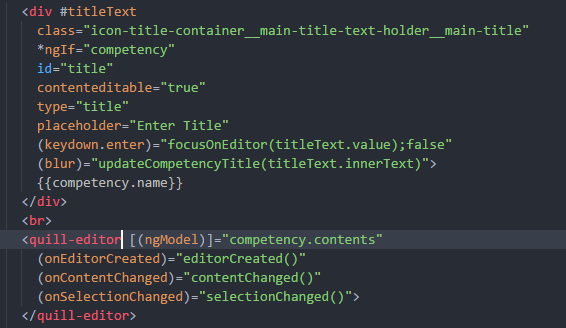 <div #titleText
class="icon-title-container__main-title-text-holder__main-title"
*ngIf="competency"
id="title"
contenteditable="true"
type="title"
placeholder="Enter Title"
(keydown.enter)="focusOnEditor(titleText.value);false"
(blur)="updateCompetencyTitle(titleText.innerText)">
{{competency.name}}
</div>
<br>
<quill-editor [(ngModel)]="competency.contents"
(onEditorCreated)="editorCreated()"
(onContentChanged)="contentChanged()"
(onSelectionChanged)="selectionChanged()">
</quill-editor>